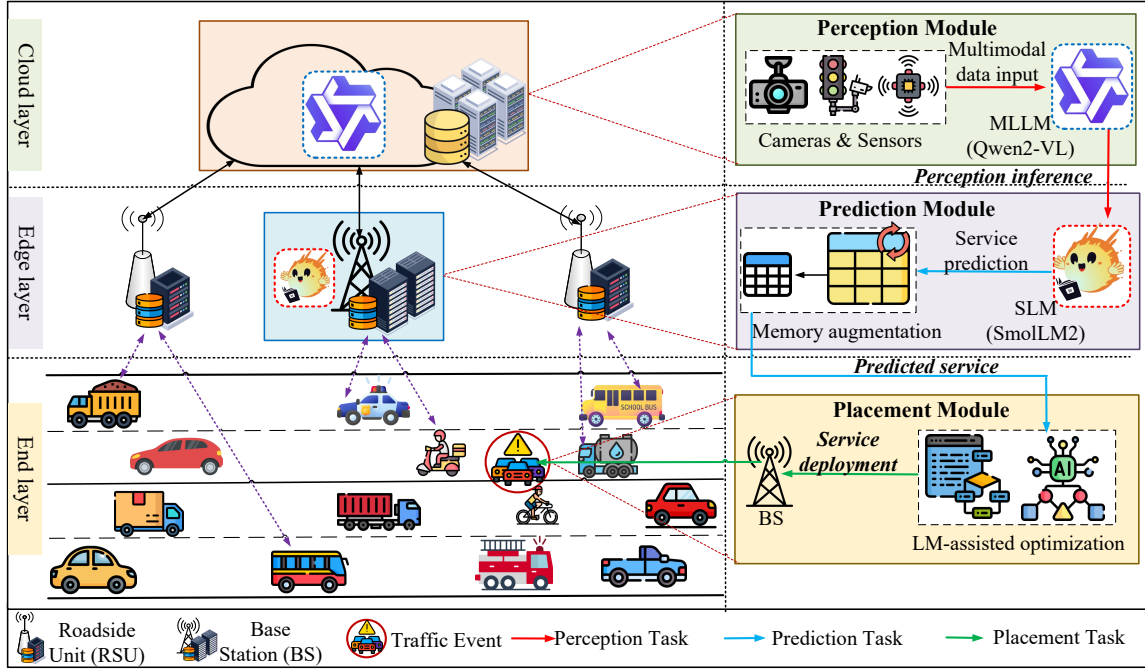 Cloud layer
Perception Module
Multimodal
data input
Cameras & Sensors
MLLM
(Qwen2-VL)
Perception inference
Edge layer
Prediction Module
Service
prediction
Memory augmentation
SLM
(SmolLM2)
Predicted service
End layer
SCHOOL BUS
Placement Module
Service
deployment
AI
BS
LM-assisted optimization
Roadside
Unit (RSU)
Base
Station (BS)
Traffic Event
Perception Task
Prediction Task
Placement Task